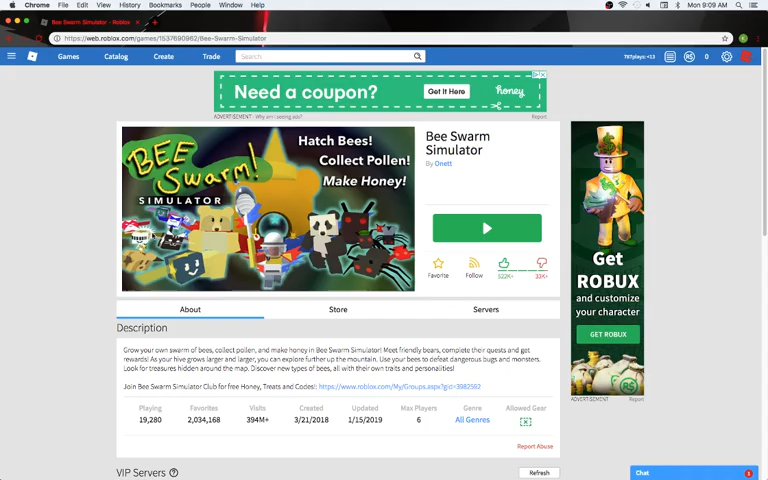 Chrome File Edit View History Bookmarks People Window Help
Mon 9:09 AM
Bee Swarm Simulator - Roblox
https://web.roblox.com/games/1537690962/Bee-Swarm-Simulator
Games Catalog Create Trade
Search
787plays: <13
0
Need a coupon?
Get It Here
honey
ADVERTISEMENT - Why am I seeing ads?
Report
BEE Swarm!
SIMULATOR
Hatch Bees!
Collect Pollen!
Make Honey!
Bee Swarm
Simulator
By Onett
Favorite Follow 522K+ 33K+
Get
ROBUX
and customize
your character
GET ROBUX
ADVERTISEMENT Report
About Store Servers
Description
Grow your own swarm of bees, collect pollen, and make honey in Bee Swarm Simulator! Meet friendly bears, complete their quests and get
rewards! As your hive grows larger and larger, you can explore further up the mountain. Use your bees to defeat dangerous bugs and monsters.
Look for treasures hidden around the map. Discover new types of bees, all with their own traits and personalities!
Join Bee Swarm Simulator Club for free Honey, Treats and Codes!: https://www.roblox.com/My/Groups.aspx?gid=3982592
Playing Favorites Visits Created Updated Max Players Genre Allowed Gear
19,280 2,034,168 394M+ 3/21/2018 1/15/2019 6 All Genres
Report Abuse
VIP Servers
Refresh
Chat
1